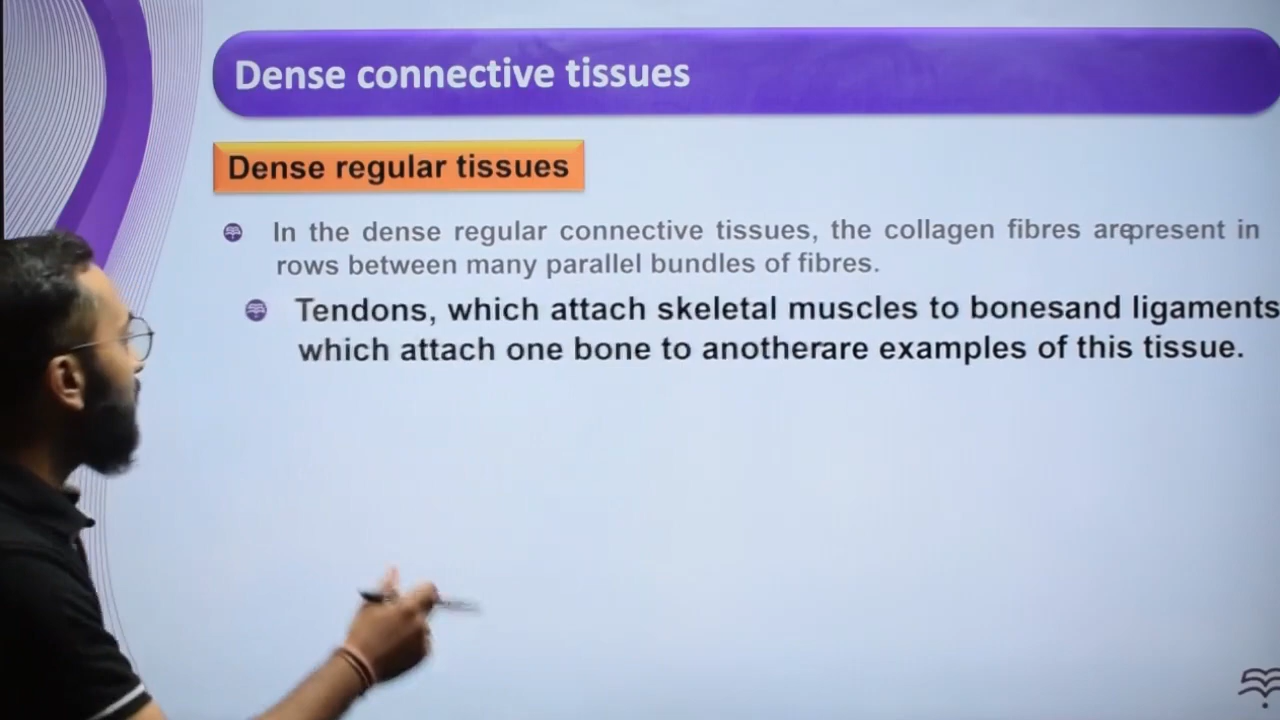 Dense connective tissues
Dense regular tissues
In the dense regular connective tissues, the collagen fibres arepresent in
rows between many parallel bundles of fibres.
Tendons, which attach skeletal muscles to bonesand ligaments
which attach one bone to anotherare examples of this tissue.